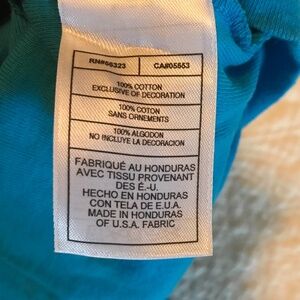 RN#66323 CA#05553
100% COTTON
EXCLUSIVE OF DECORATION
100% COTON
SANS ORNEMENTS
100% ALGODON
NO INCLUYE LA DECORACION
FABRIQUÉ AU HONDURAS
AVEC TISSU PROVENANT
DES É.-U.
HECHO EN HONDURAS
CON TELA DE E.U.A.
MADE IN HONDURAS
OF U.S.A. FABRIC